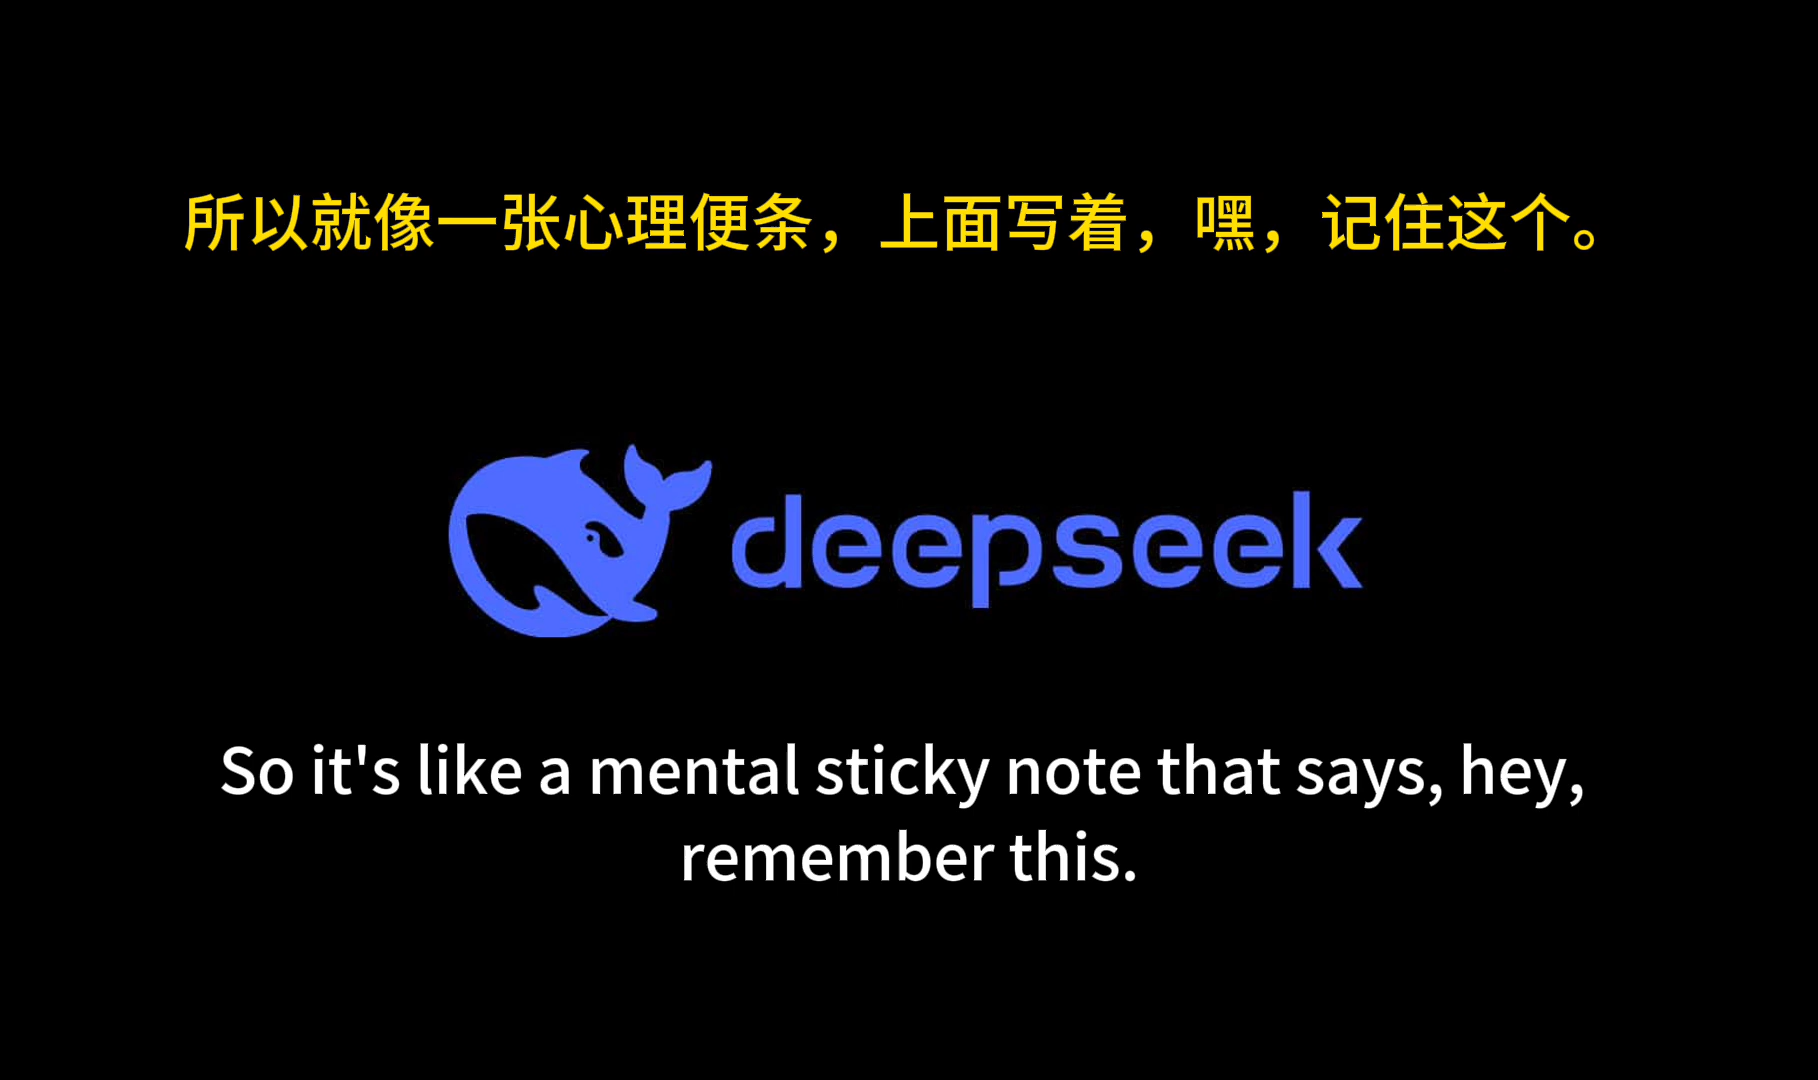 所以就像一张心理便条，上面写着，嘿，记住这个。
deepseek
So it's like a mental sticky note that says, hey,
remember this.